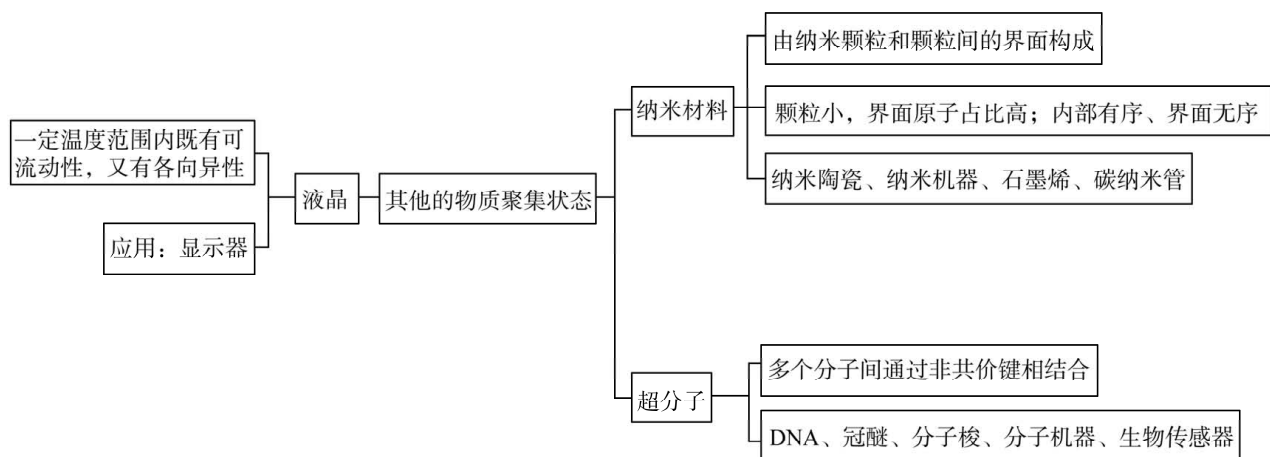 由纳米颗粒和颗粒间的界面构成
纳米材料
颗粒小，界面原子占比高；内部有序、界面无序
一定温度范围内既有可
流动性，又有各向异性
纳米陶瓷、纳米机器、石墨烯、碳纳米管
液晶
其他的物质聚集状态
应用：显示器
多个分子间通过非共价键相结合
超分子
DNA、冠醚、分子梭、分子机器、生物传感器